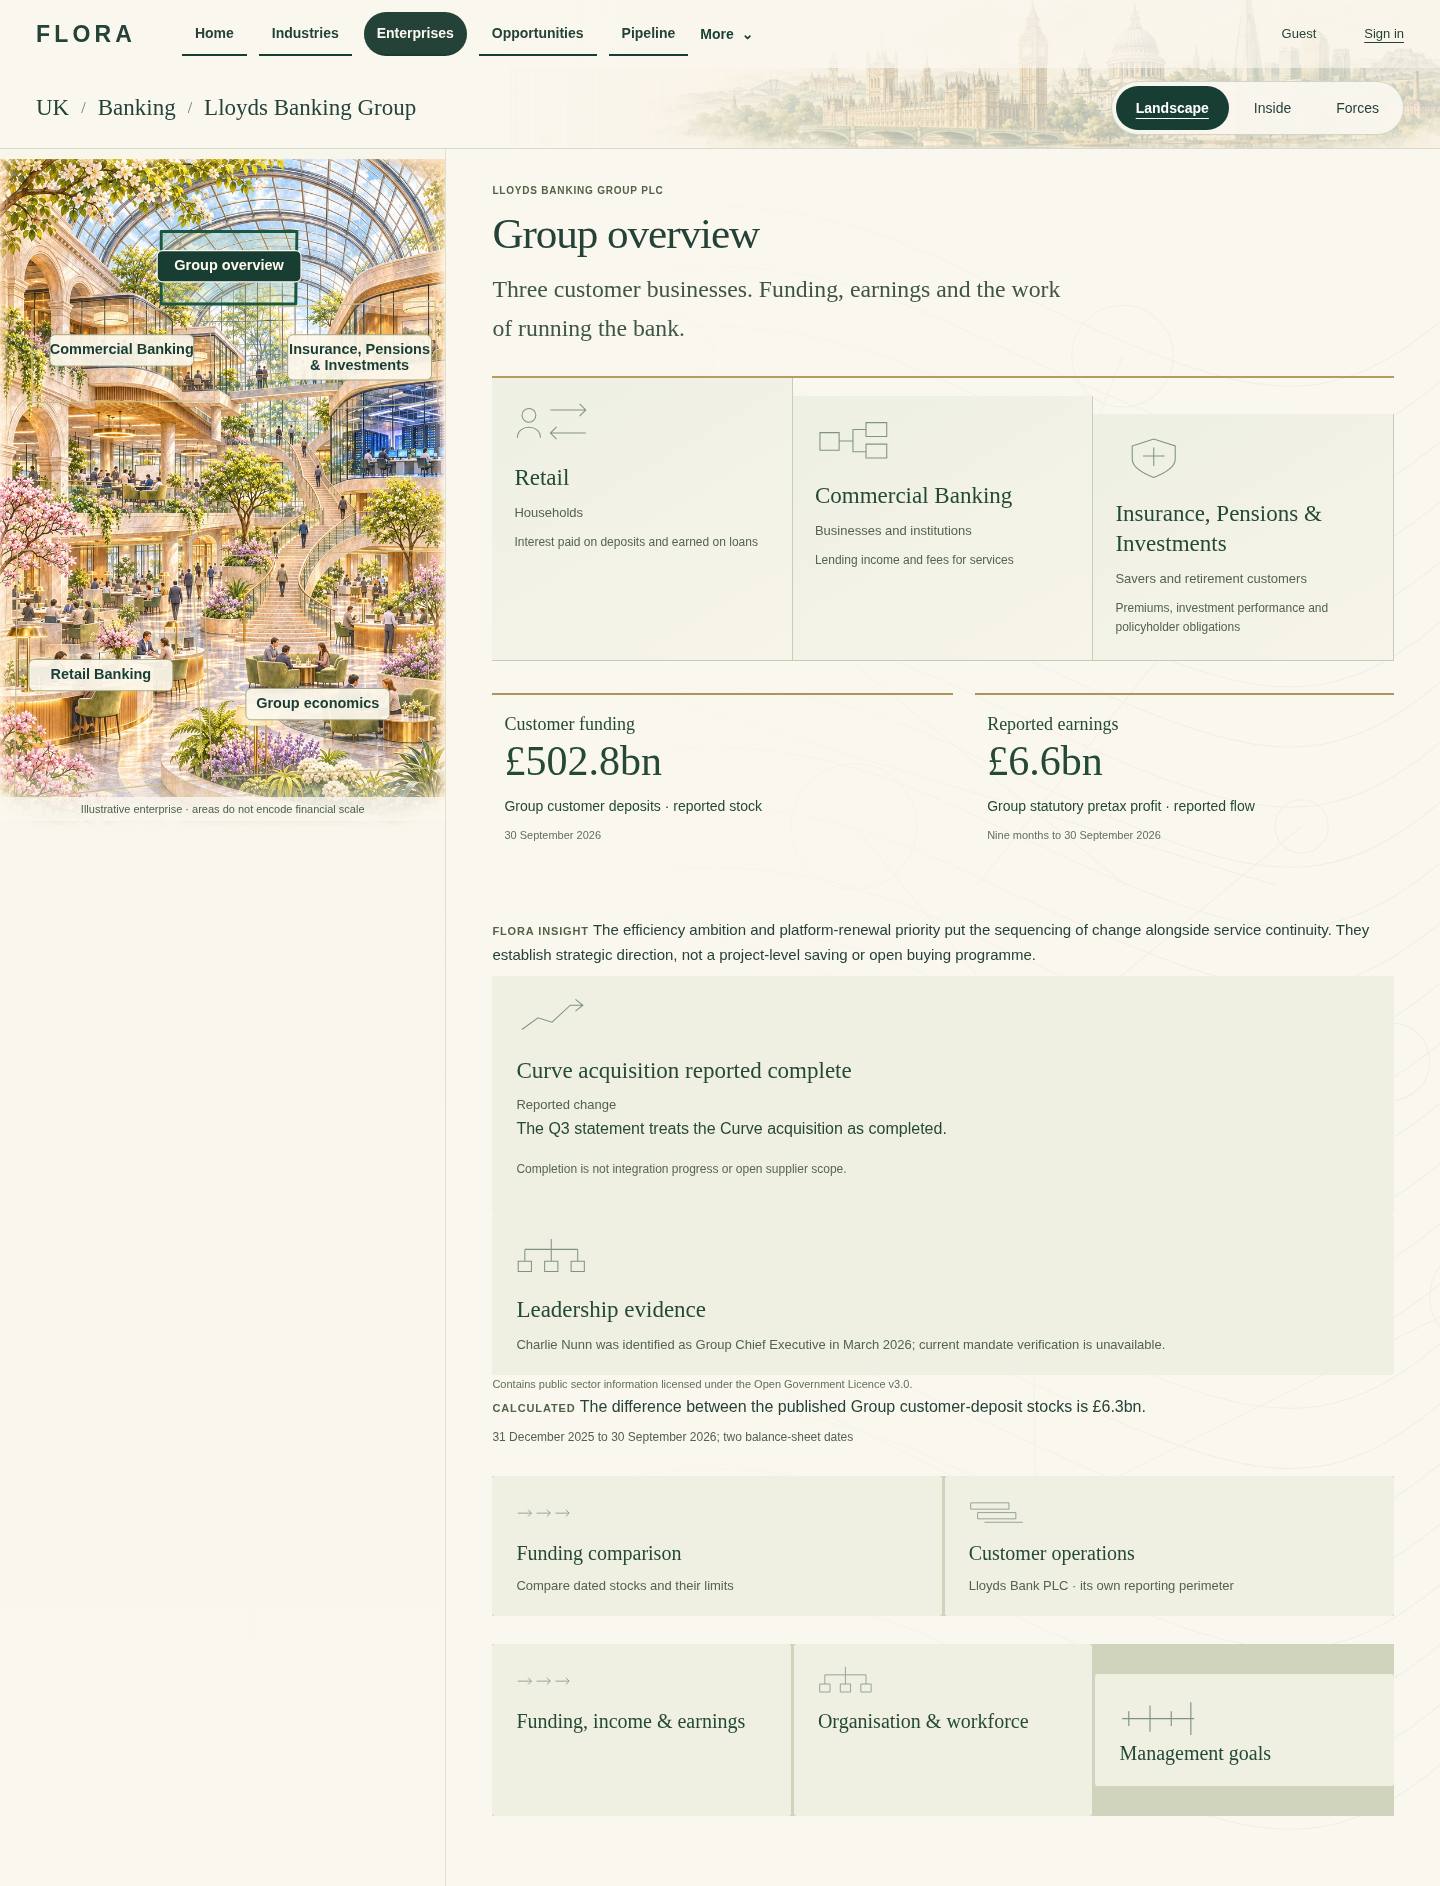 FLORA
Home
Industries
Enterprises
Opportunities
Pipeline
More
Guest
Sign in
UK / Banking / Lloyds Banking Group
Landscape
Inside
Forces
Group overview
Commercial Banking
Insurance, Pensions
& Investments
Retail Banking
Group economics
Illustrative enterprise · areas do not encode financial scale
LLOYDS BANKING GROUP PLC
Group overview
Three customer businesses. Funding, earnings and the work
of running the bank.
Retail
Households
Interest paid on deposits and earned on loans
Commercial Banking
Businesses and institutions
Lending income and fees for services
Insurance, Pensions &
Investments
Savers and retirement customers
Premiums, investment performance and
policyholder obligations
Customer funding
£502.8bn
Group customer deposits · reported stock
30 September 2026
Reported earnings
£6.6bn
Group statutory pretax profit · reported flow
Nine months to 30 September 2026
FLORA INSIGHT The efficiency ambition and platform-renewal priority put the sequencing of change alongside service continuity. They
establish strategic direction, not a project-level saving or open buying programme.
Curve acquisition reported complete
Reported change
The Q3 statement treats the Curve acquisition as completed.
Completion is not integration progress or open supplier scope.
Leadership evidence
Charlie Nunn was identified as Group Chief Executive in March 2026; current mandate verification is unavailable.
Contains public sector information licensed under the Open Government Licence v3.0.
CALCULATED The difference between the published Group customer-deposit stocks is £6.3bn.
31 December 2025 to 30 September 2026; two balance-sheet dates
Funding comparison
Compare dated stocks and their limits
Customer operations
Lloyds Bank PLC · its own reporting perimeter
Funding, income & earnings
Organisation & workforce
Management goals